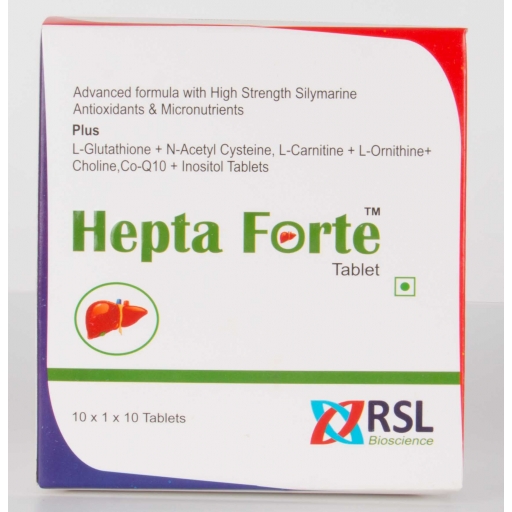 Advanced formula with High Strength Silymarine
Antioxidants & Micronutrients
Plus
L-Glutathione + N-Acetyl Cysteine, L-Carnitine + L-Ornithine+
Choline,Co-Q10 + Inositol Tablets
Hepta Forte™
Tablet
10 x 1 x 10 Tablets
RSL
Bioscience